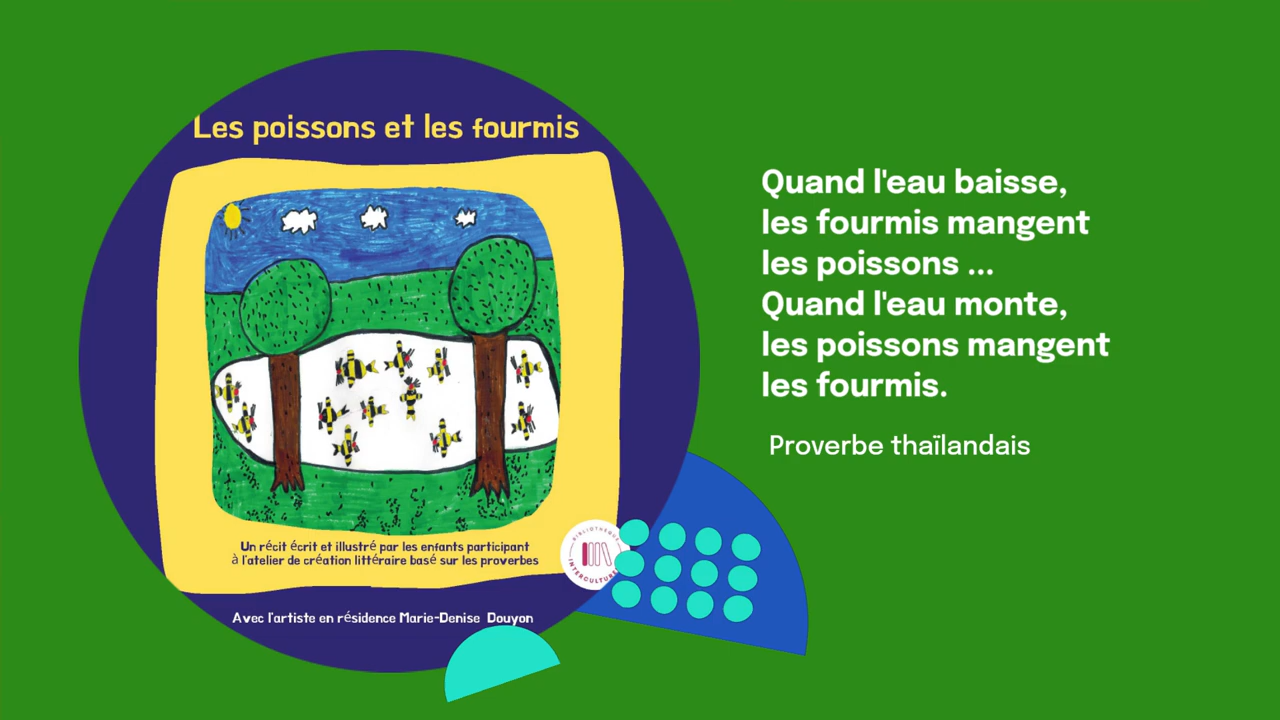 Les poissons et les fourmis
Un récit écrit et illustré par les enfants participant
à l'atelier de création littéraire basé sur les proverbes
BIBLIOTHÈQUE
Avec l'artiste en résidence Marie-Denise Douyon
Quand l'eau baisse,
les fourmis mangent
les poissons ...
Quand l'eau monte,
les poissons mangent
les fourmis.
Proverbe thaïlandais